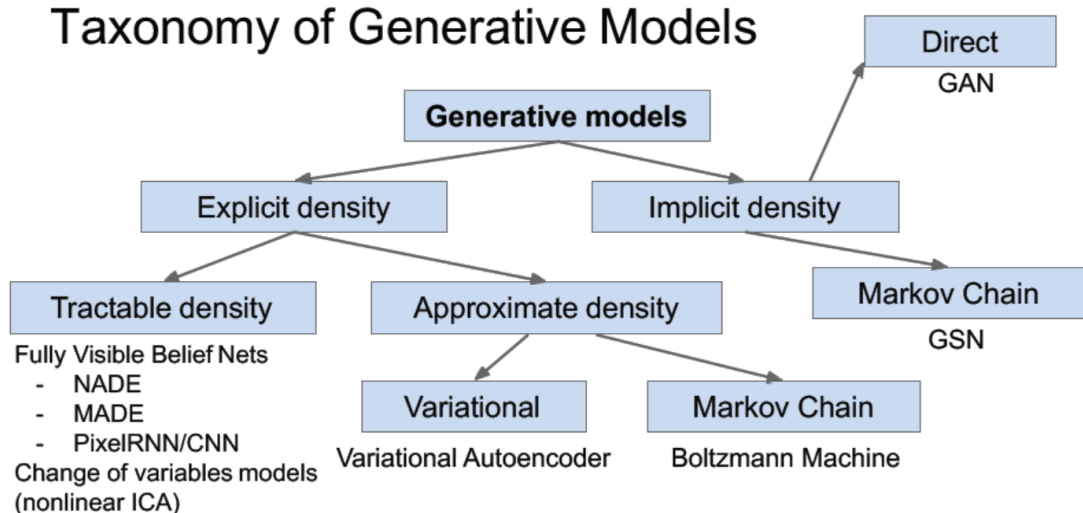 Taxonomy of Generative Models
Direct
GAN
Generative models
Explicit density
Implicit density
Tractable density
Approximate density
Markov Chain
GSN
Fully Visible Belief Nets
- NADE
- MADE
- PixelRNN/CNN
Change of variables models
(nonlinear ICA)
Variational
Variational Autoencoder
Markov Chain
Boltzmann Machine